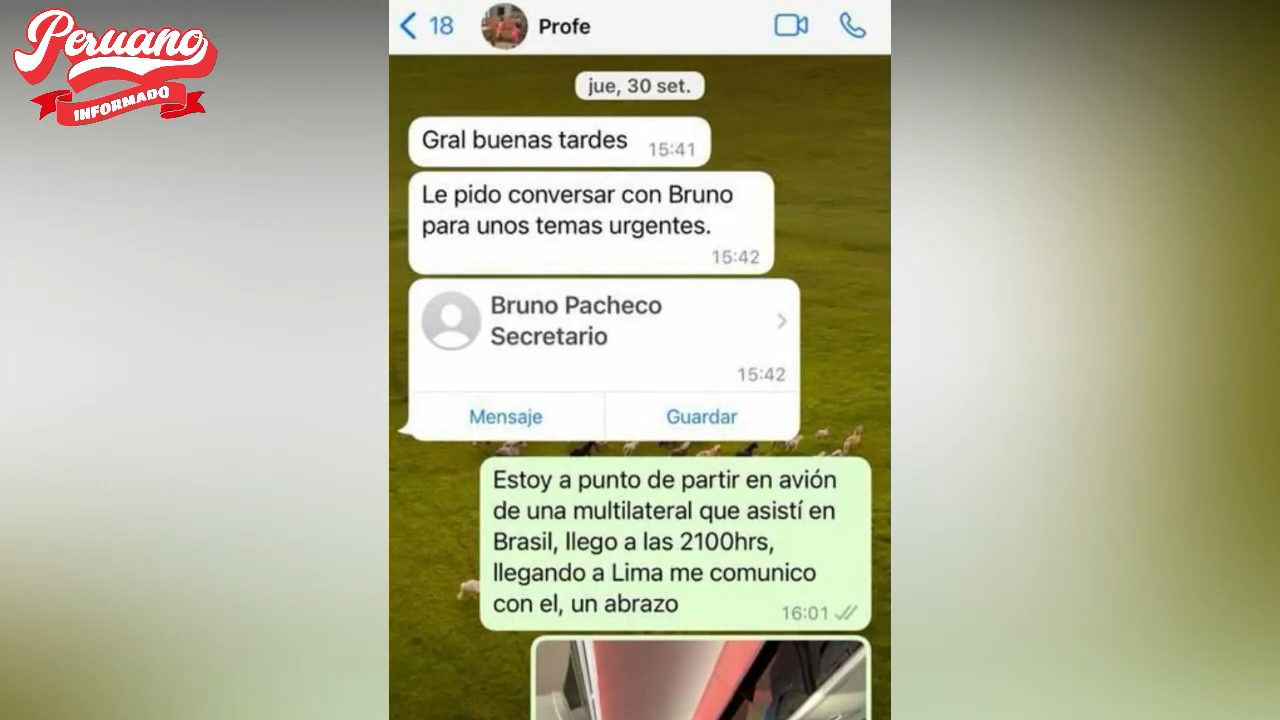 Peruano
INFORMADO
18
Profe
jue, 30 set.
Gral buenas tardes
15:41
Le pido conversar con Bruno
para unos temas urgentes.
15:42
Bruno Pacheco
Secretario
15:42
Mensaje
Guardar
Estoy a punto de partir en avión
de una multilateral que asistí en
Brasil, llego a las 2100hrs,
llegando a Lima me comunico
con el, un abrazo
16:01